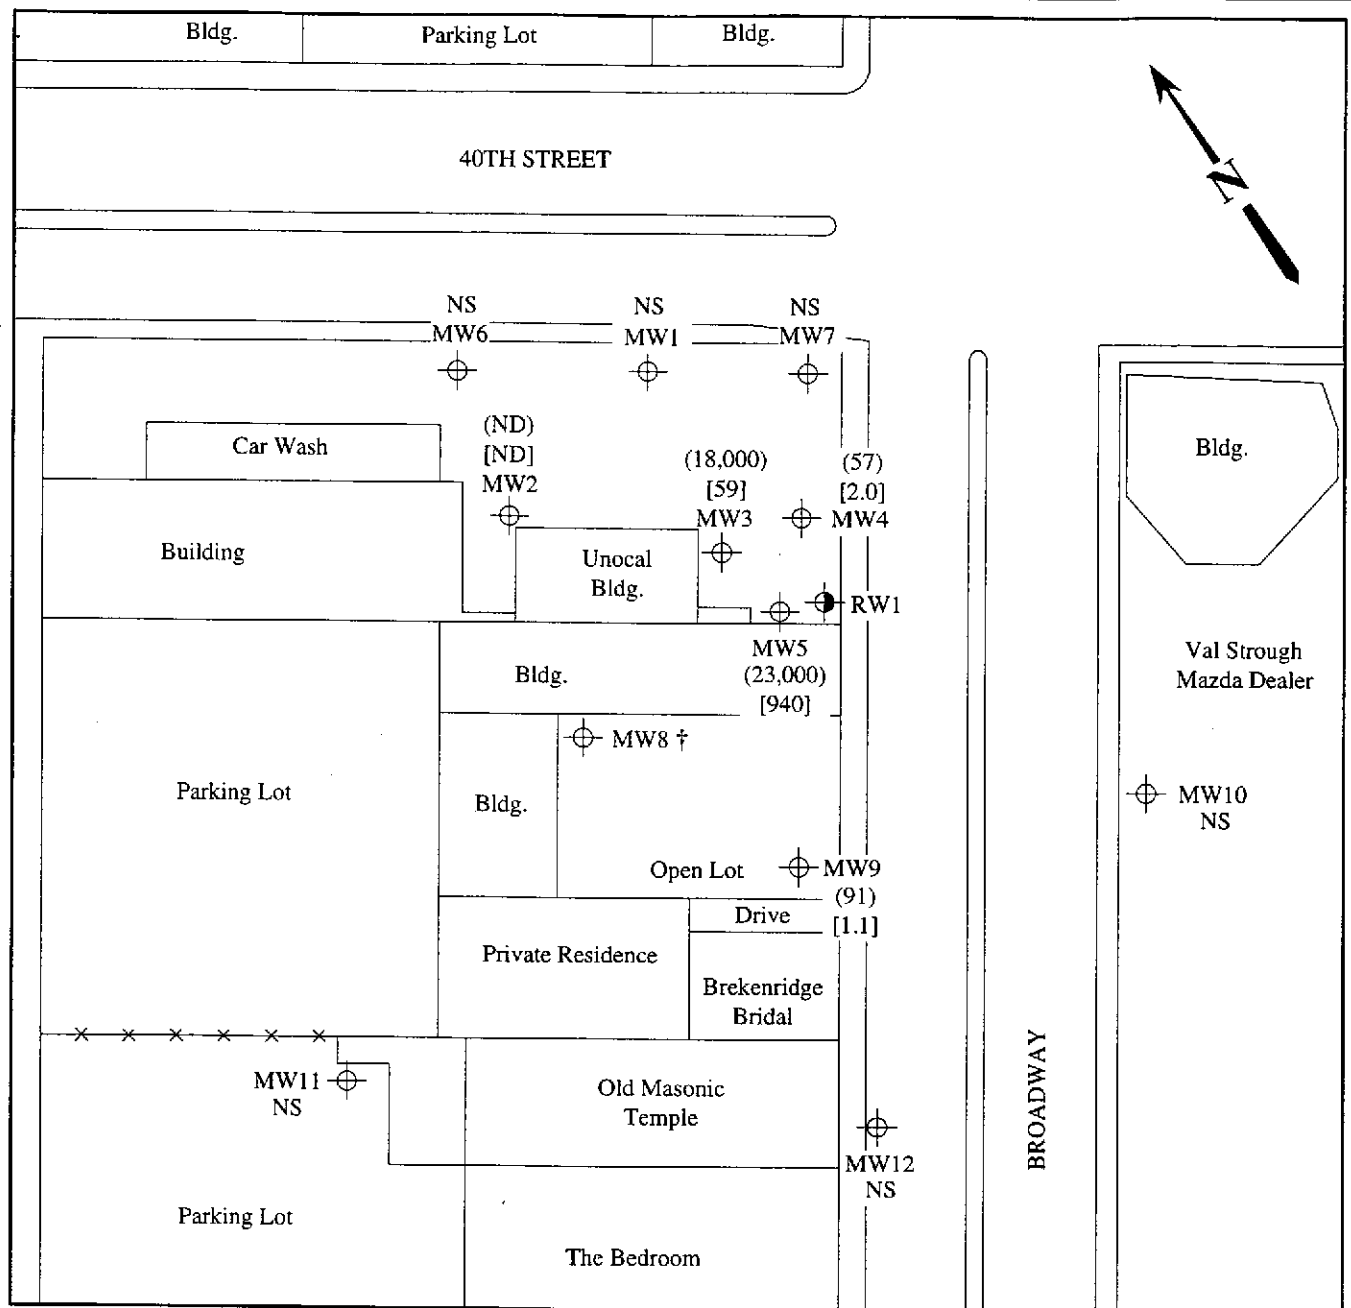 Bldg.
Parking Lot
Bldg.
40TH STREET
N
NS
MW6
NS
MW1
NS
MW7
Car Wash
(ND)
[ND]
MW2
(18,000)
[59]
MW3
(57)
[2.0]
MW4
Bldg.
Building
Unocal
Bldg.
RW1
MW5
(23,000)
[940]
Bldg.
Val Strough
Mazda Dealer
MW8 †
Parking Lot
Bldg.
MW10
NS
Open Lot
MW9
(91)
[1.1]
Drive
Private Residence
Brekenridge
Bridal
MW11
NS
Old Masonic
Temple
BROADWAY
MW12
NS
Parking Lot
The Bedroom